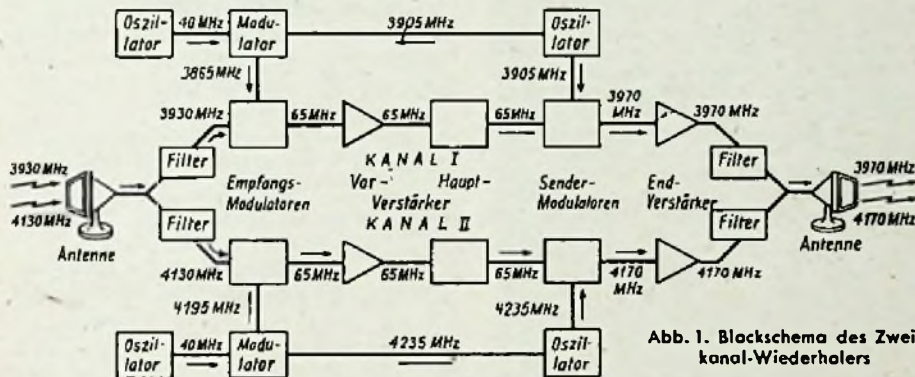 Oszil-
lator
40 MHz
Modu-
lator
3905 MHz
Oszil-
lator
3865 MHz
3905 MHz
3930 MHz
65 MHz
65 MHz
65 MHz
3970
MHz
3970 MHz
Filter
Filter
KANAL I
3930 MHz
4130 MHz
Empfangs-
Modulatoren
Vor-
Haupt-
Verstärker
Sender-
Modulatoren
End-
Verstärker
3970 MHz
4170 MHz
KANAL II
Filter
Filter
Antenne
Antenne
4130 MHz
65 MHz
65 MHz
65 MHz
4170
MHz
4170 MHz
4195 MHz
4235 MHz
Oszil-
lator
40 MHz
Modu-
lator
4235 MHz
Oszil-
lator
Abb. 1. Blockschema des Zwei-
kanal-Wiederholers